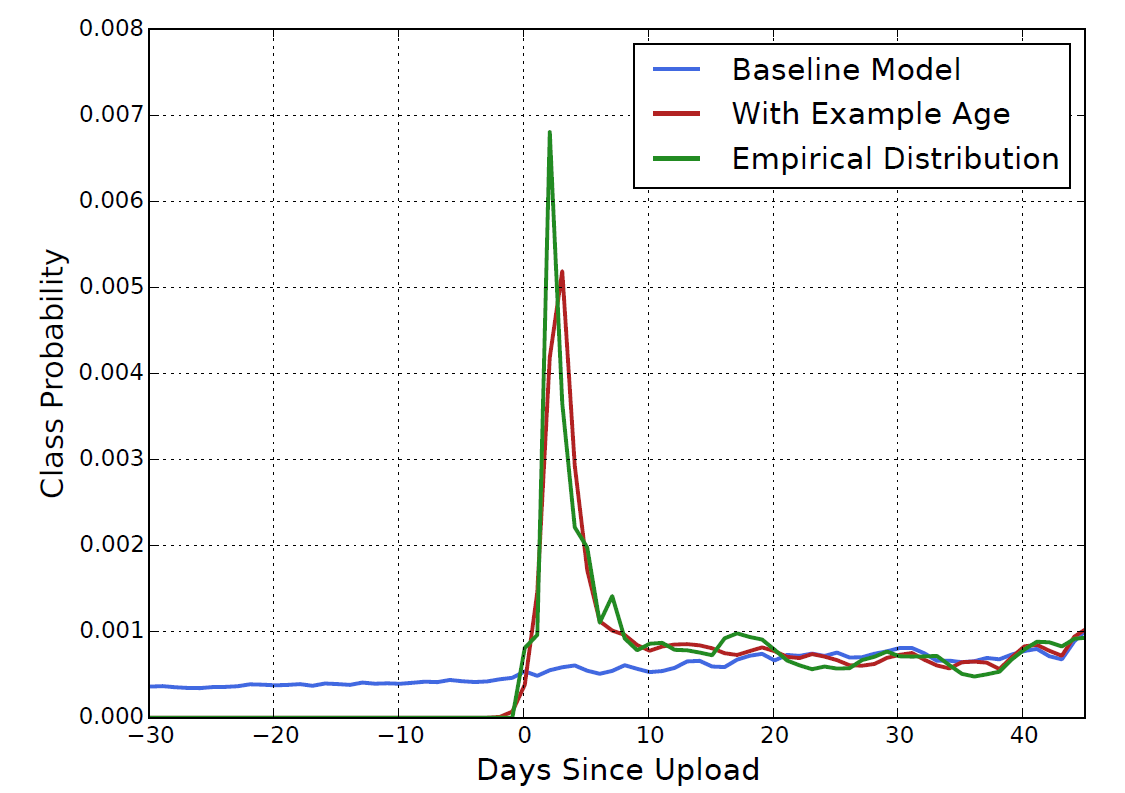 0.008
0.007
0.006
0.005
0.004
0.003
0.002
0.001
0.000
Class Probability
Baseline Model
With Example Age
Empirical Distribution
−30 −20 −10 0 10 20 30 40
Days Since Upload